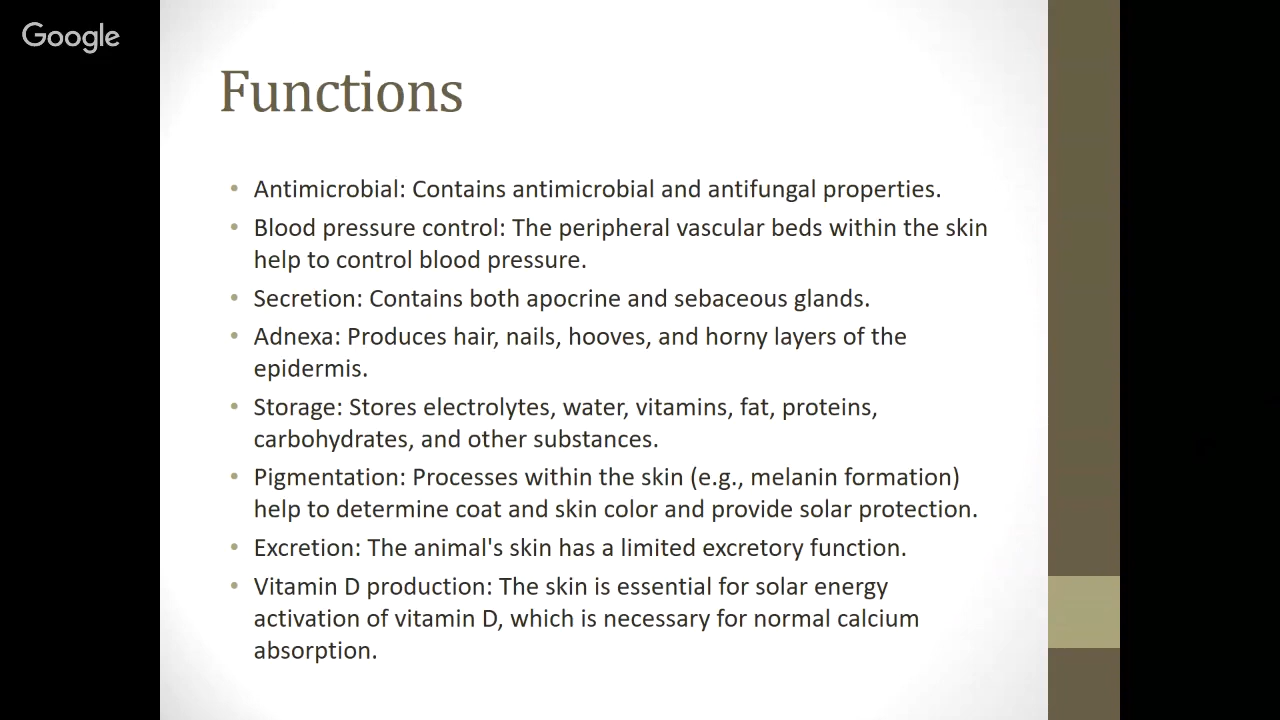 Google
Functions
• Antimicrobial: Contains antimicrobial and antifungal properties.
• Blood pressure control: The peripheral vascular beds within the skin
help to control blood pressure.
• Secretion: Contains both apocrine and sebaceous glands.
• Adnexa: Produces hair, nails, hooves, and horny layers of the
epidermis.
• Storage: Stores electrolytes, water, vitamins, fat, proteins,
carbohydrates, and other substances.
• Pigmentation: Processes within the skin (e.g., melanin formation)
help to determine coat and skin color and provide solar protection.
• Excretion: The animal's skin has a limited excretory function.
• Vitamin D production: The skin is essential for solar energy
activation of vitamin D, which is necessary for normal calcium
absorption.